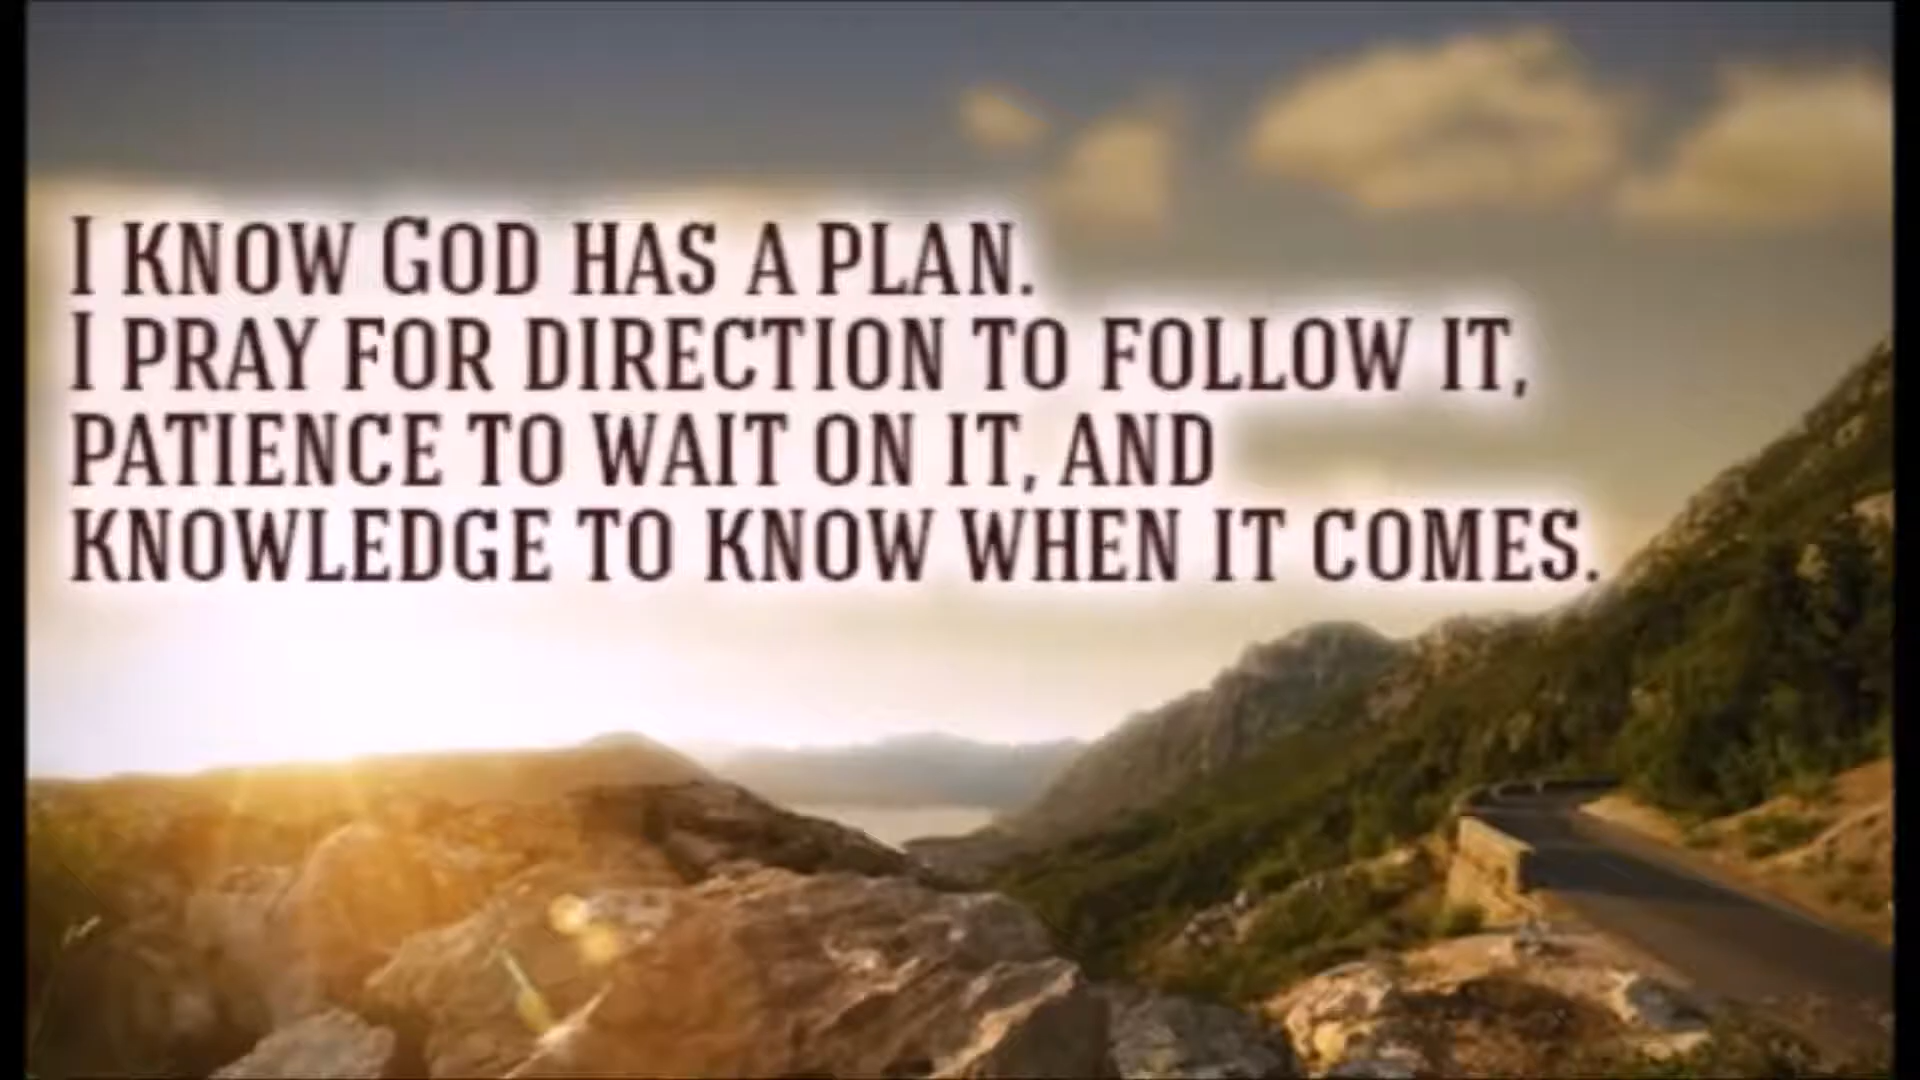 I KNOW GOD HAS A PLAN.
I PRAY FOR DIRECTION TO FOLLOW IT,
PATIENCE TO WAIT ON IT, AND
KNOWLEDGE TO KNOW WHEN IT COMES.